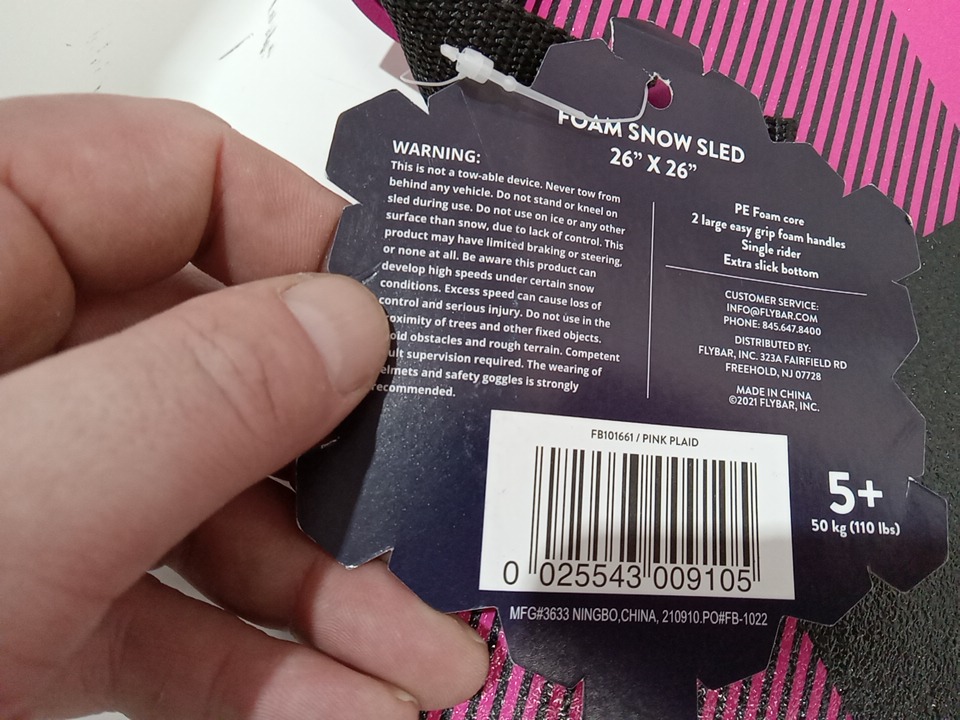 FOAM SNOW SLED
26” X 26”
WARNING:
This is not a tow-able device. Never tow from
behind any vehicle. Do not stand or kneel on
sled during use. Do not use on ice or any other
surface than snow, due to lack of control. This
product may have limited braking or steering,
or none at all. Be aware this product can
develop high speeds under certain snow
conditions. Excess speed can cause loss of
control and serious injury. Do not use in the
oximity of trees and other fixed objects.
oid obstacles and rough terrain. Competent
ult supervision required. The wearing of
elmets and safety goggles is strongly
recommended.
PE Foam core
2 large easy grip foam handles
Single rider
Extra slick bottom
CUSTOMER SERVICE:
INFO@FLYBAR.COM
PHONE: 845.647.8400
DISTRIBUTED BY:
FLYBAR, INC. 323A FAIRFIELD RD
FREEHOLD, NJ 07728
MADE IN CHINA
©2021 FLYBAR, INC.
FB101661 / PINK PLAID
0 025543 009105
5+
50 kg (110 lbs)
MFG#3633 NINGBO,CHINA, 210910.PO#FB-1022